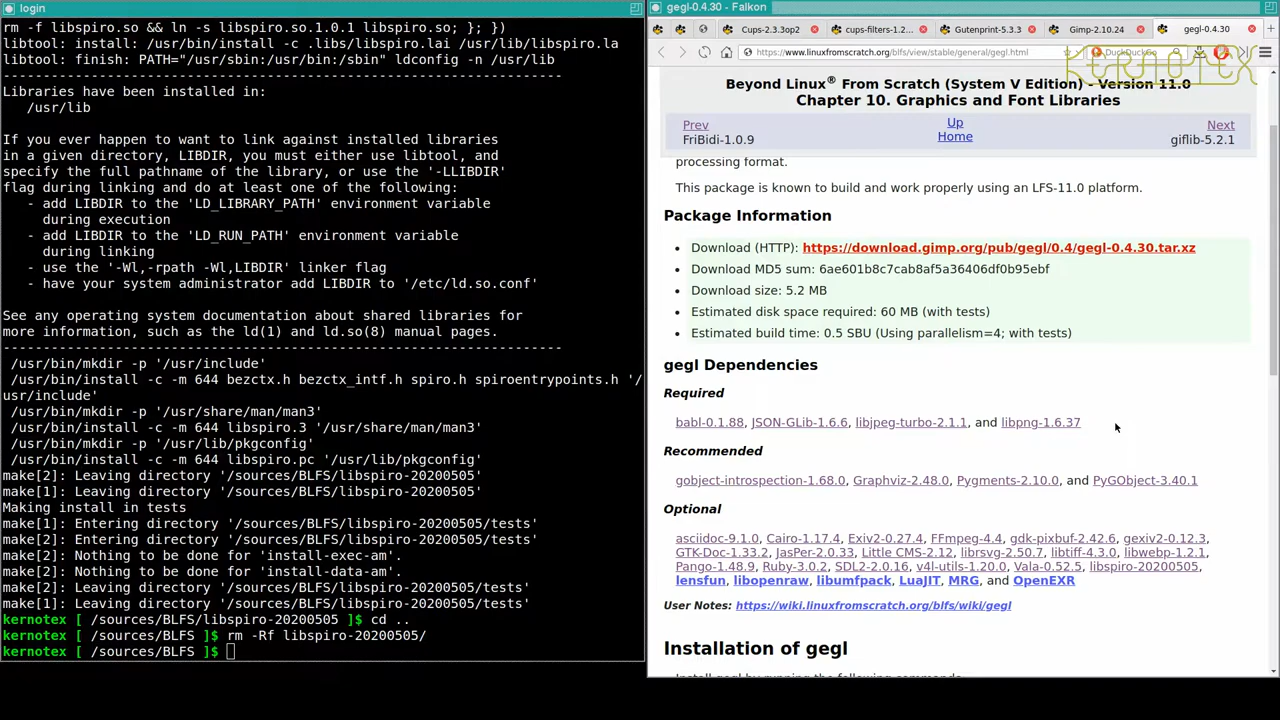 login
rm -f libspiro.so && ln -s libspiro.so.1.0.1 libspiro.so; }; })
libtool: install: /usr/bin/install -c .libs/libspiro.lai /usr/lib/libspiro.la
libtool: finish: PATH="/usr/sbin:/usr/bin:/sbin" ldconfig -n /usr/lib
----------------------------------------------------------------------
Libraries have been installed in:
/usr/lib
If you ever happen to want to link against installed libraries
in a given directory, LIBDIR, you must either use libtool, and
specify the full pathname of the library, or use the '-LLIBDIR'
flag during linking and do at least one of the following:
- add LIBDIR to the 'LD_LIBRARY_PATH' environment variable
during execution
- add LIBDIR to the 'LD_RUN_PATH' environment variable
during linking
- use the '-Wl,-rpath -Wl,LIBDIR' linker flag
- have your system administrator add LIBDIR to '/etc/ld.so.conf'
See any operating system documentation about shared libraries for
more information, such as the ld(1) and ld.so(8) manual pages.
----------------------------------------------------------------------
/usr/bin/mkdir -p '/usr/include'
/usr/bin/install -c -m 644 bezctx.h bezctx_intf.h spiro.h spiroentrypoints.h '/
usr/include'
/usr/bin/mkdir -p '/usr/share/man/man3'
/usr/bin/install -c -m 644 libspiro.3 '/usr/share/man/man3'
/usr/bin/mkdir -p '/usr/lib/pkgconfig'
/usr/bin/install -c -m 644 libspiro.pc '/usr/lib/pkgconfig'
make[2]: Leaving directory '/sources/BLFS/libspiro-20200505'
make[1]: Leaving directory '/sources/BLFS/libspiro-20200505'
Making install in tests
make[1]: Entering directory '/sources/BLFS/libspiro-20200505/tests'
make[2]: Entering directory '/sources/BLFS/libspiro-20200505/tests'
make[2]: Nothing to be done for 'install-exec-am'.
make[2]: Nothing to be done for 'install-data-am'.
make[2]: Leaving directory '/sources/BLFS/libspiro-20200505/tests'
make[1]: Leaving directory '/sources/BLFS/libspiro-20200505/tests'
kernotex [ /sources/BLFS/libspiro-20200505 ]$ cd ..
kernotex [ /sources/BLFS ]$ rm -Rf libspiro-20200505/
kernotex [ /sources/BLFS ]$
gegl-0.4.30 - Falkon
Cups-2.3.3op2 cups-filters-1.2... Gutenprint-5.3.3 Gimp-2.10.24 gegl-0.4.30
https://www.linuxfromscratch.org/blfs/view/stable/general/gegl.html DuckDuckGo
KERNOTEX
Beyond Linux® From Scratch (System V Edition) - Version 11.0
Chapter 10. Graphics and Font Libraries
Prev Up Next
FriBidi-1.0.9 Home giflib-5.2.1
processing format.
This package is known to build and work properly using an LFS-11.0 platform.
Package Information
• Download (HTTP): https://download.gimp.org/pub/gegl/0.4/gegl-0.4.30.tar.xz
• Download MD5 sum: 6ae601b8c7cab8af5a36406df0b95ebf
• Download size: 5.2 MB
• Estimated disk space required: 60 MB (with tests)
• Estimated build time: 0.5 SBU (Using parallelism=4; with tests)
gegl Dependencies
Required
babl-0.1.88, JSON-GLib-1.6.6, libjpeg-turbo-2.1.1, and libpng-1.6.37
Recommended
gobject-introspection-1.68.0, Graphviz-2.48.0, Pygments-2.10.0, and PyGObject-3.40.1
Optional
asciidoc-9.1.0, Cairo-1.17.4, Exiv2-0.27.4, FFmpeg-4.4, gdk-pixbuf-2.42.6, gexiv2-0.12.3,
GTK-Doc-1.33.2, JasPer-2.0.33, Little CMS-2.12, librsvg-2.50.7, libtiff-4.3.0, libwebp-1.2.1,
Pango-1.48.9, Ruby-3.0.2, SDL2-2.0.16, v4l-utils-1.20.0, Vala-0.52.5, libspiro-20200505,
lensfun, libopenraw, libumfpack, LuaJIT, MRG, and OpenEXR
User Notes: https://wiki.linuxfromscratch.org/blfs/wiki/gegl
Installation of gegl
Install gegl by running the following commands: